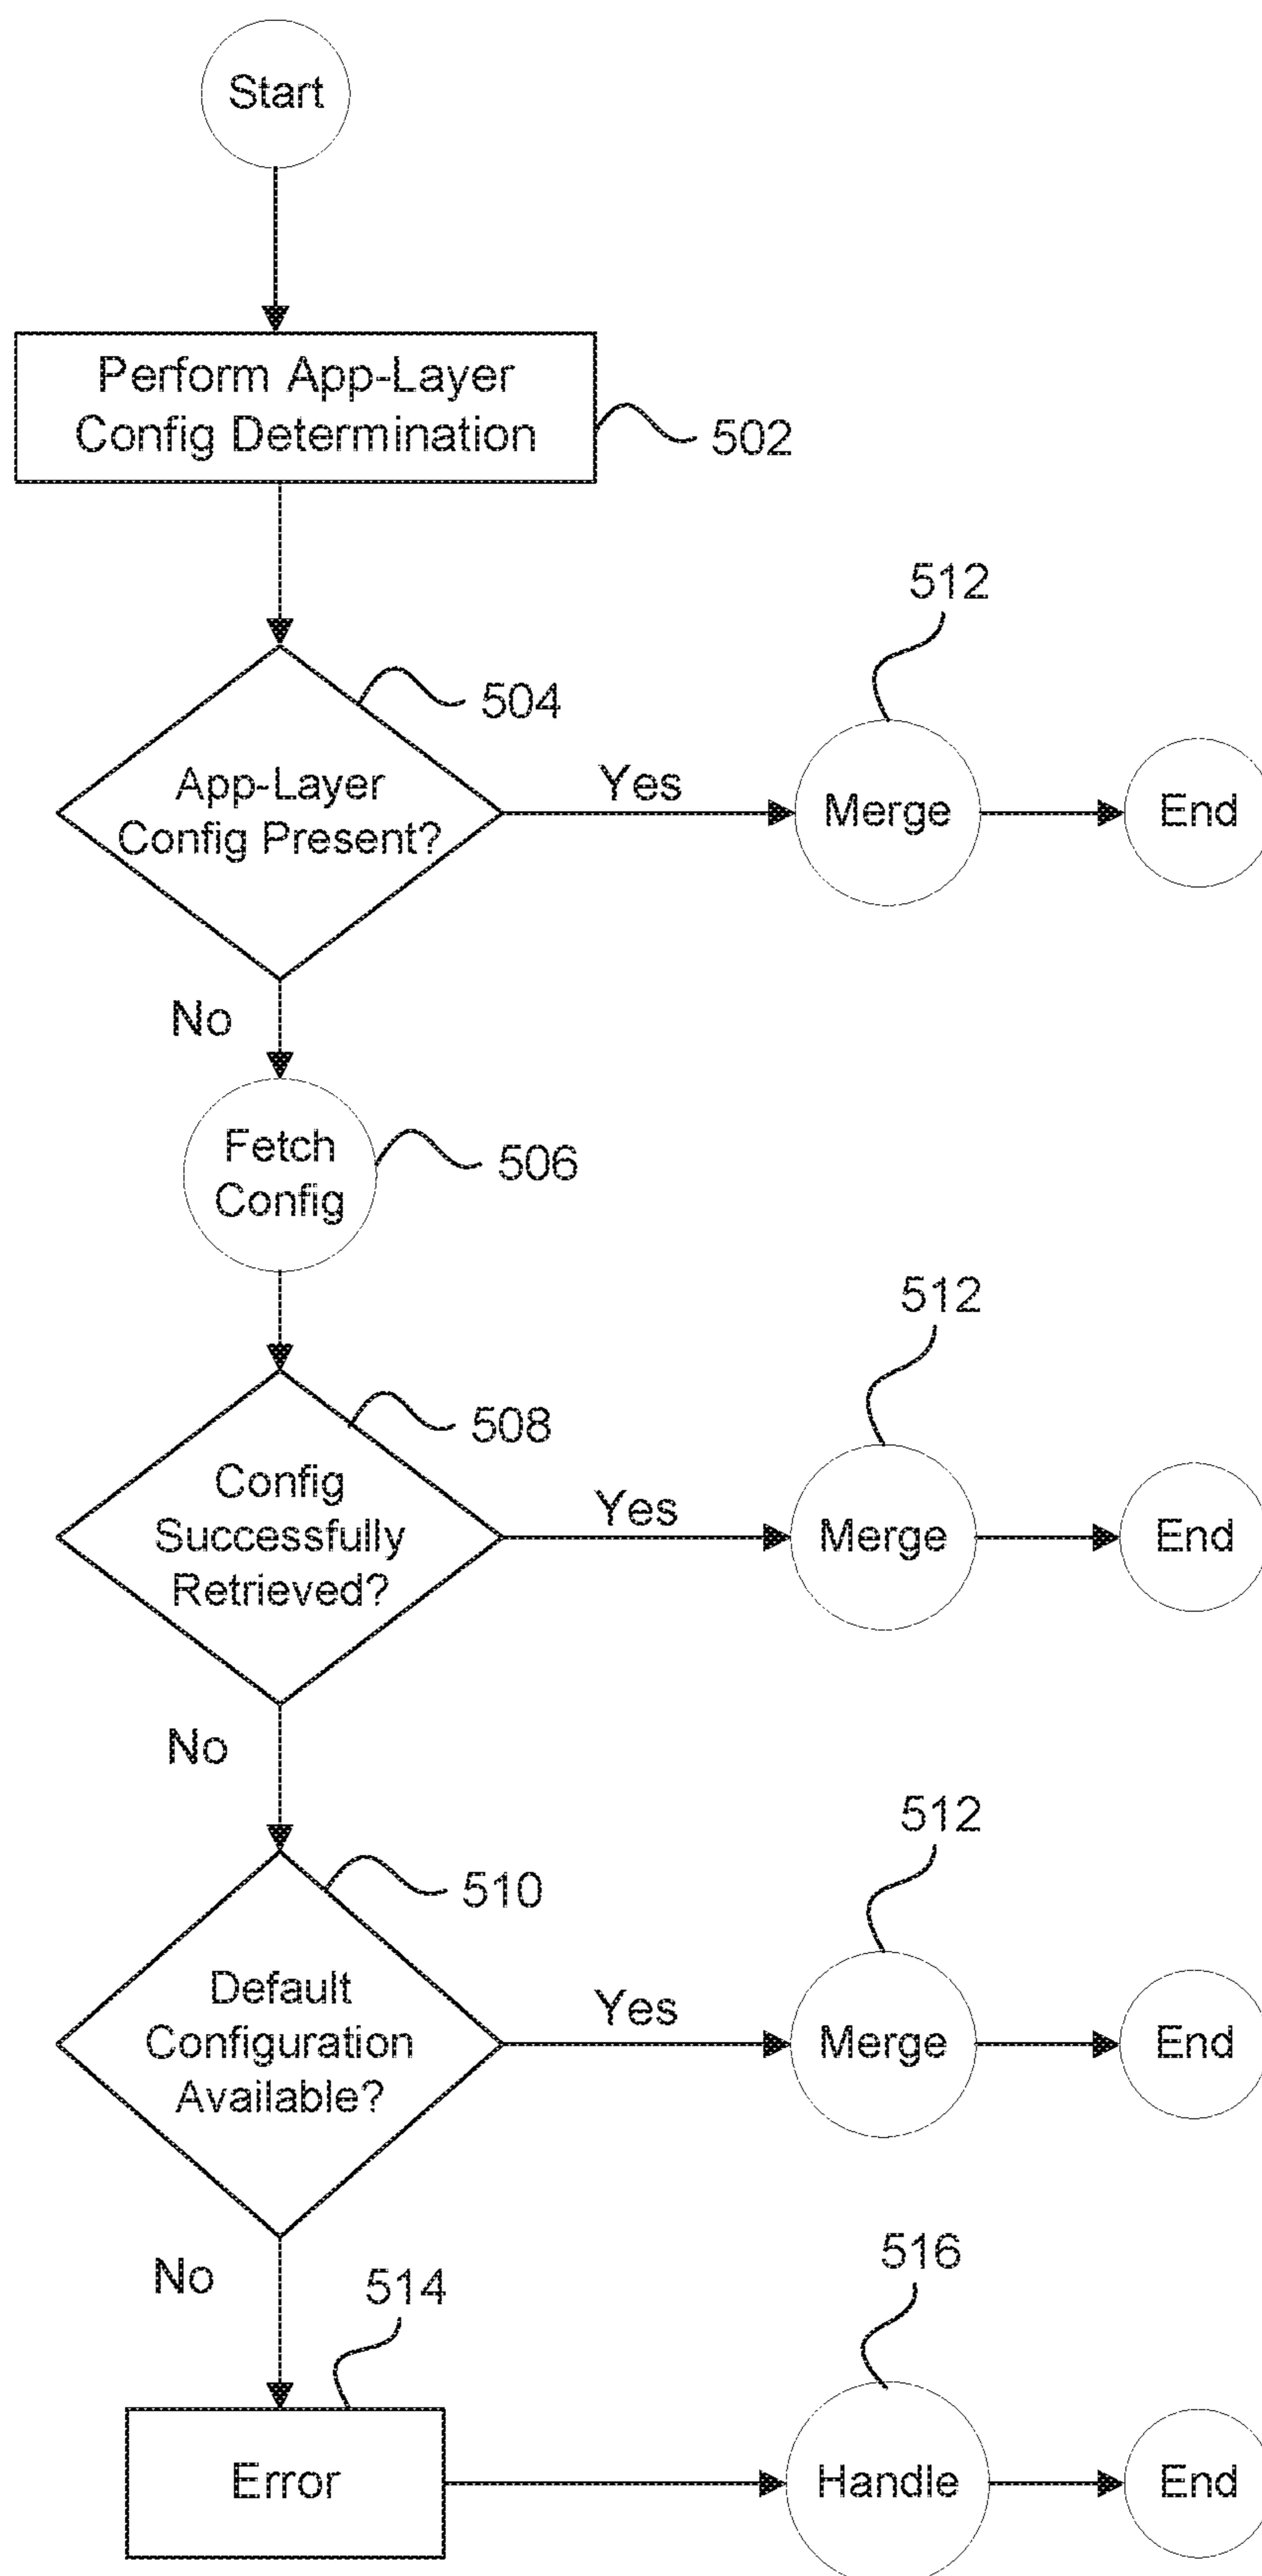 Start
Perform App-Layer
Config Determination
502
512
504
App-Layer
Config Present?
Yes
Merge
End
No
Fetch
Config
506
512
508
Config
Successfully
Retrieved?
Yes
Merge
End
No
512
510
Default
Configuration
Available?
Yes
Merge
End
No
514
516
Error
Handle
End